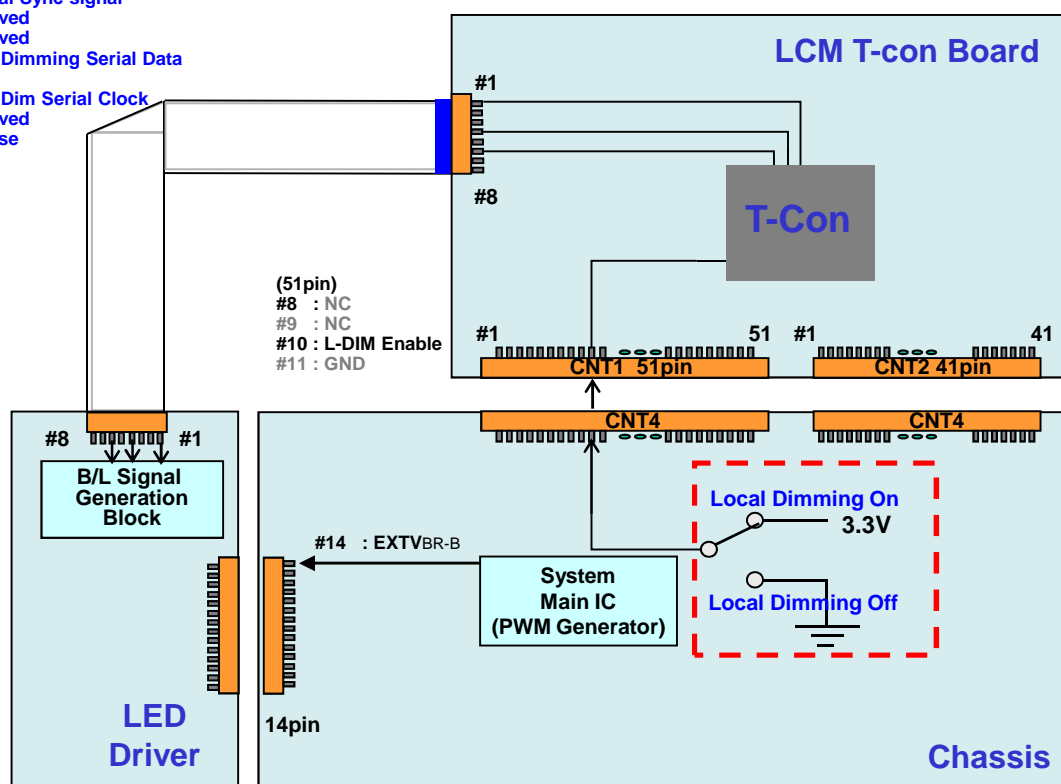 Sync signal
Dimming Serial Data
Dim Serial Clock
LCM T-con Board
#1
#8
T-Con
(51pin)
#8 : NC
#9 : NC
#10 : L-DIM Enable
#11 : GND
#1
51
#1
41
CNT1 51pin
CNT2 41pin
CNT4
CNT4
#8
#1
B/L Signal
Generation
Block
Local Dimming On
3.3V
#14 : EXTVBR-B
System
Main IC
(PWM Generator)
Local Dimming Off
14pin
LED
Driver
Chassis